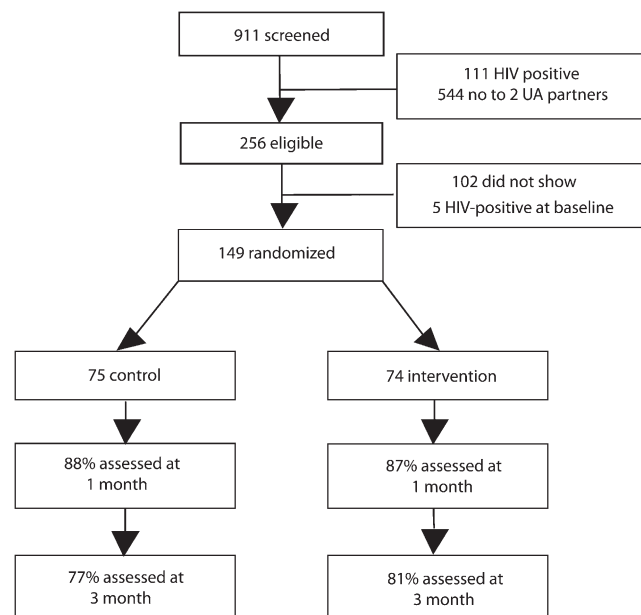 911 screened
111 HIV positive
544 no to 2 UA partners
256 eligible
102 did not show
5 HIV-positive at baseline
149 randomized
75 control
74 intervention
88% assessed at
1 month
87% assessed at
1 month
77% assessed at
3 month
81% assessed at
3 month